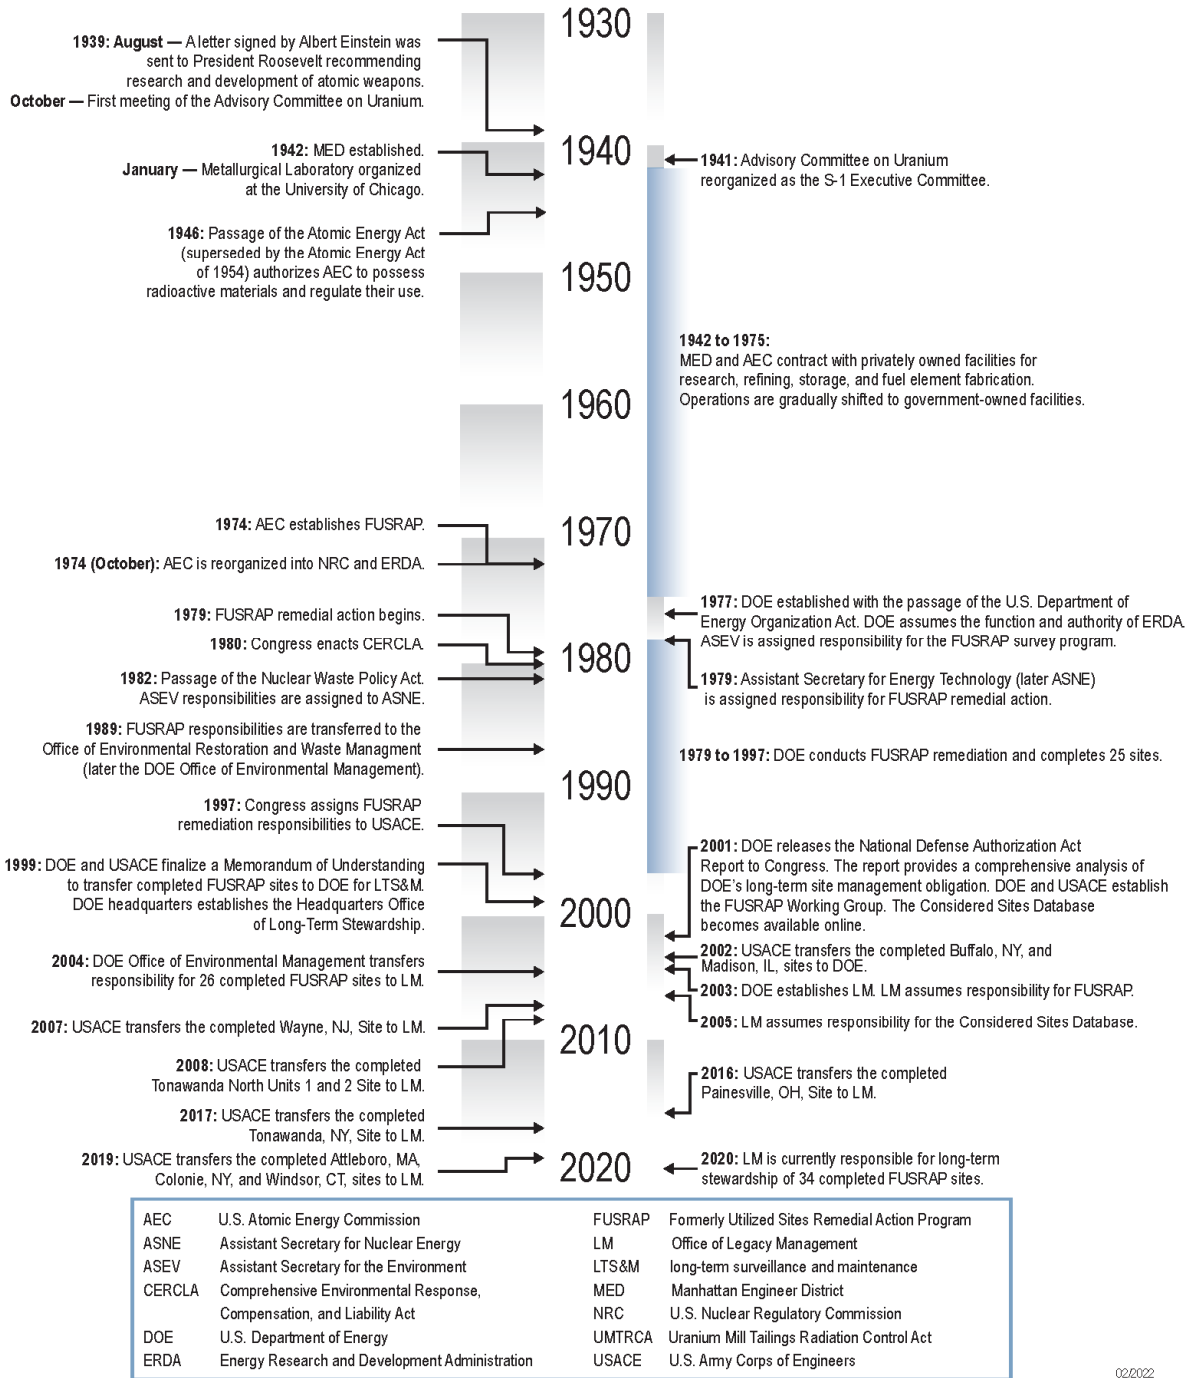 1930
1939: August — A letter signed by Albert Einstein was
sent to President Roosevelt recommending
research and development of atomic weapons.
October — First meeting of the Advisory Committee on Uranium.
1940
1942: MED established.
January — Metallurgical Laboratory organized
at the University of Chicago.
1941: Advisory Committee on Uranium
reorganized as the S-1 Executive Committee.
1946: Passage of the Atomic Energy Act
(superseded by the Atomic Energy Act
of 1954) authorizes AEC to possess
radioactive materials and regulate their use.
1950
1942 to 1975:
MED and AEC contract with privately owned facilities for
research, refining, storage, and fuel element fabrication.
Operations are gradually shifted to government-owned facilities.
1960
1970
1974: AEC establishes FUSRAP.
1974 (October): AEC is reorganized into NRC and ERDA.
1979: FUSRAP remedial action begins.
1980: Congress enacts CERCLA.
1977: DOE established with the passage of the U.S. Department of
Energy Organization Act. DOE assumes the function and authority of ERDA.
ASEV is assigned responsibility for the FUSRAP survey program.
1980
1982: Passage of the Nuclear Waste Policy Act.
ASEV responsibilities are assigned to ASNE.
1979: Assistant Secretary for Energy Technology (later ASNE)
is assigned responsibility for FUSRAP remedial action.
1989: FUSRAP responsibilities are transferred to the
Office of Environmental Restoration and Waste Managment
(later the DOE Office of Environmental Management).
1979 to 1997: DOE conducts FUSRAP remediation and completes 25 sites.
1990
1997: Congress assigns FUSRAP
remediation responsibilities to USACE.
1999: DOE and USACE finalize a Memorandum of Understanding
to transfer completed FUSRAP sites to DOE for LTS&M.
DOE headquarters establishes the Headquarters Office
of Long-Term Stewardship.
2001: DOE releases the National Defense Authorization Act
Report to Congress. The report provides a comprehensive analysis of
DOE's long-term site management obligation. DOE and USACE establish
the FUSRAP Working Group. The Considered Sites Database
becomes available online.
2000
2004: DOE Office of Environmental Management transfers
responsibility for 26 completed FUSRAP sites to LM.
2002: USACE transfers the completed Buffalo, NY, and
Madison, IL, sites to DOE.
2003: DOE establishes LM. LM assumes responsibility for FUSRAP.
2007: USACE transfers the completed Wayne, NJ, Site to LM.
2005: LM assumes responsibility for the Considered Sites Database.
2010
2008: USACE transfers the completed
Tonawanda North Units 1 and 2 Site to LM.
2016: USACE transfers the completed
Painesville, OH, Site to LM.
2017: USACE transfers the completed
Tonawanda, NY, Site to LM.
2019: USACE transfers the completed Attleboro, MA,
Colonie, NY, and Windsor, CT, sites to LM.
2020
2020: LM is currently responsible for long-term
stewardship of 34 completed FUSRAP sites.
AEC U.S. Atomic Energy Commission
ASNE Assistant Secretary for Nuclear Energy
ASEV Assistant Secretary for the Environment
CERCLA Comprehensive Environmental Response,
Compensation, and Liability Act
DOE U.S. Department of Energy
ERDA Energy Research and Development Administration
FUSRAP Formerly Utilized Sites Remedial Action Program
LM Office of Legacy Management
LTS&M long-term surveillance and maintenance
MED Manhattan Engineer District
NRC U.S. Nuclear Regulatory Commission
UMTRCA Uranium Mill Tailings Radiation Control Act
USACE U.S. Army Corps of Engineers
02/2022